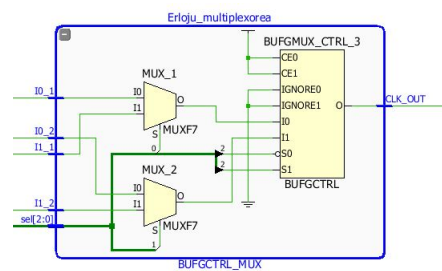 Erloju_multiplexorea
BUFGMUX_CTRL_3
CE0
CE1
IGNORE0
IGNORE1 O
I0
I1
S0
S1
BUFGCTRL
CLK_OUT
MUX_1
I0 O
I1
S MUXF7
0
MUX_2
I0 O
I1
S MUXF7
1
2
2
I0_1
I0_2
I1_1
I1_2
sel[2:0]
BUFGCTRL_MUX